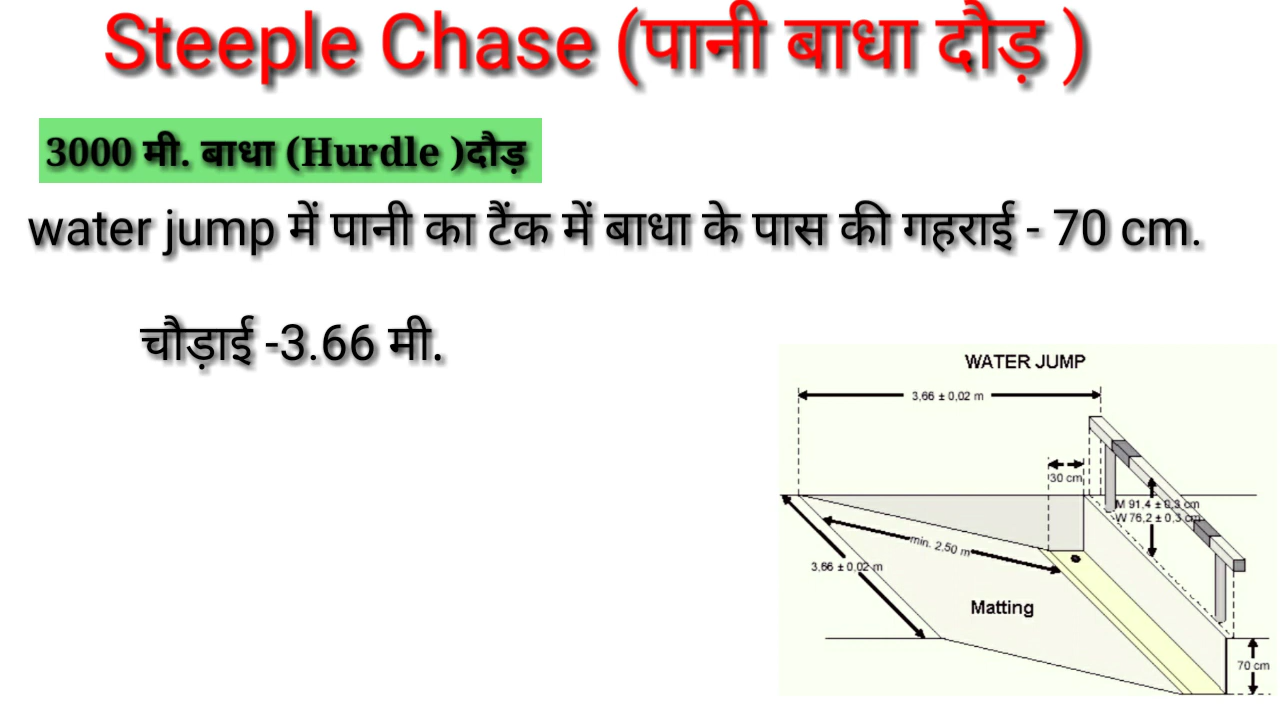 Steeple Chase (पानी बाधा दौड़ )
3000 मी. बाधा (Hurdle )दौड़
water jump में पानी का टैंक में बाधा के पास की गहराई - 70 cm.
चौड़ाई -3.66 मी.
WATER JUMP
3,66 ± 0,02 m
30 cm
M 91,4 ± 0,3 cm
W 76,2 ± 0,3 cm
min. 2,50 m
3,66 ± 0,02 m
Matting
70 cm